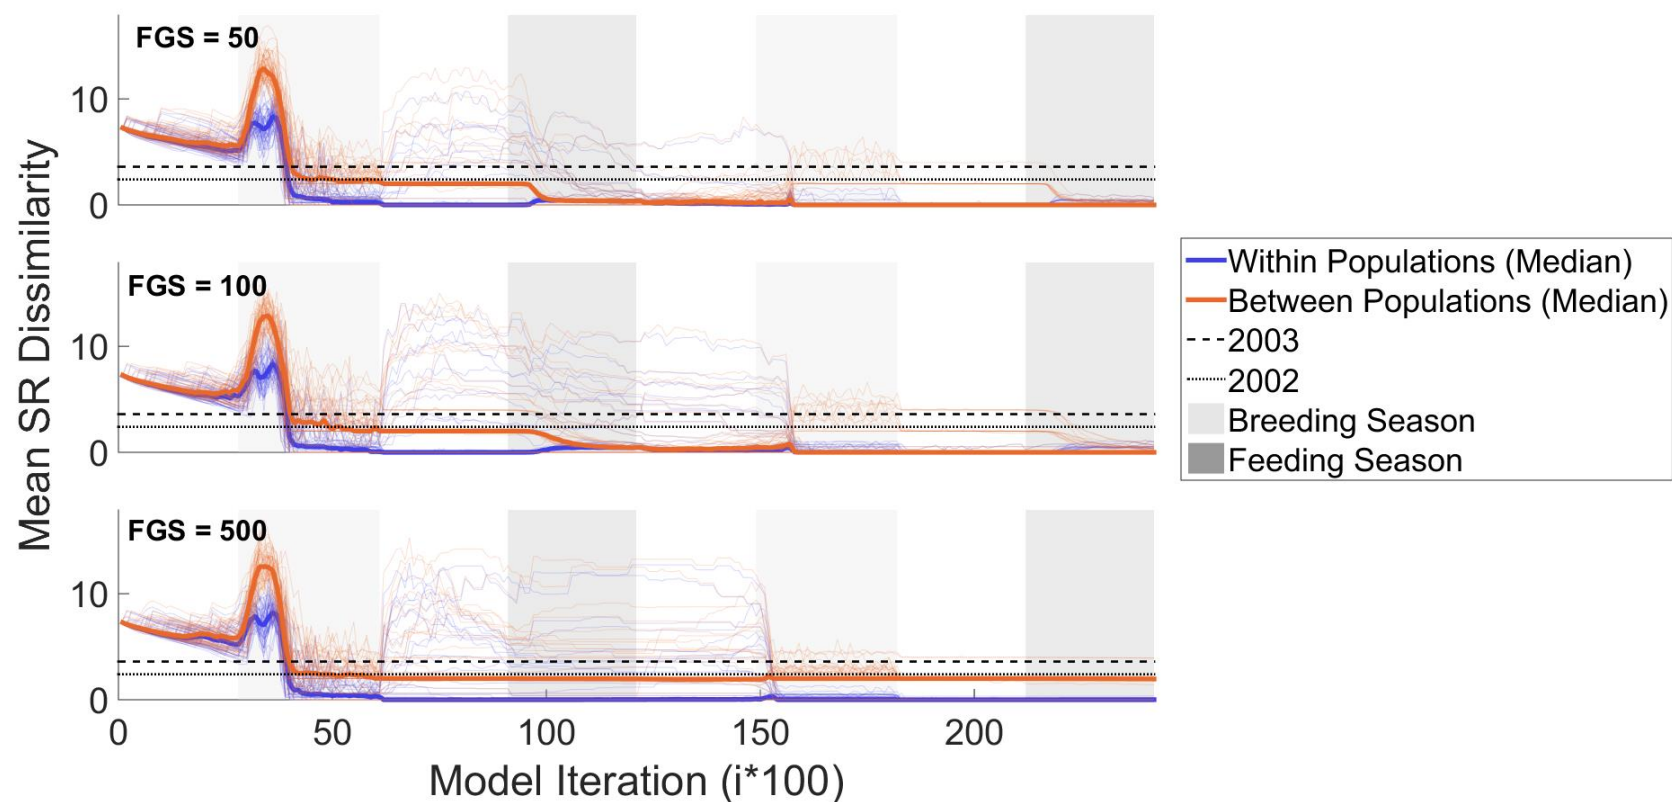 FGS = 50
10
0
FGS = 100
10
0
FGS = 500
10
0
0 50 100 150 200
Mean SR Dissimilarity
Model Iteration (i*100)
Within Populations (Median)
Between Populations (Median)
2003
2002
Breeding Season
Feeding Season